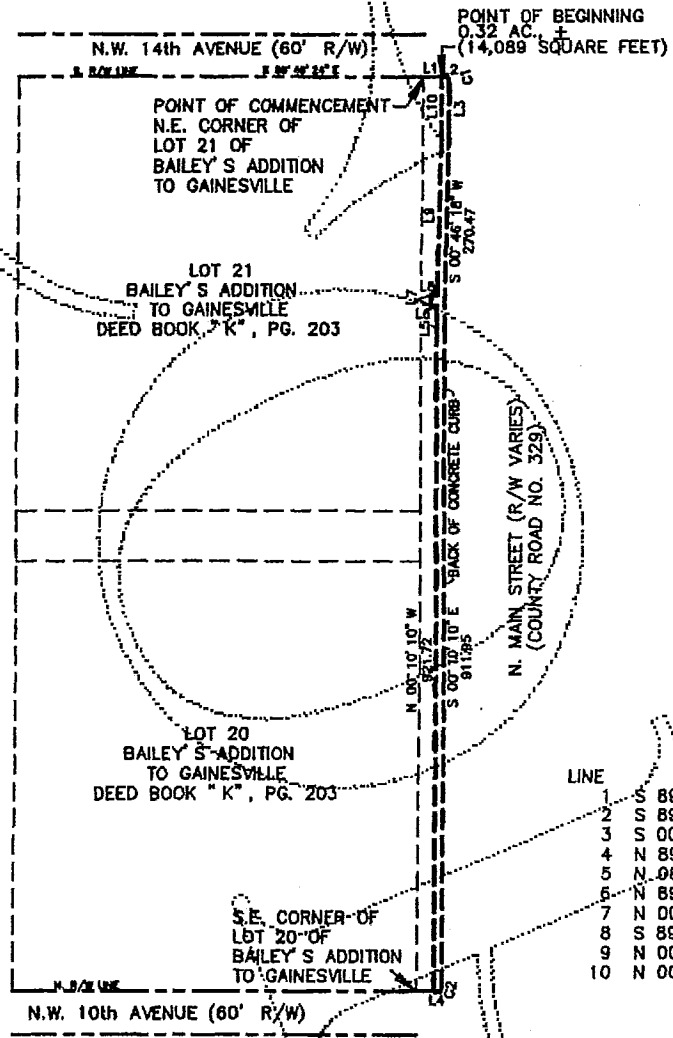 POINT OF BEGINNING
0.32 AC., ±
(14,089 SQUARE FEET)
N.W. 14th AVENUE (60' R/W)
S. R/W LINE
L1
2
C1
L10
L3
POINT OF COMMENCEMENT
N.E. CORNER OF
LOT 21 OF
BAILEY'S ADDITION
TO GAINESVILLE
L9
S 00° 46' 18" W
270.47
LOT 21
BAILEY'S ADDITION
TO GAINESVILLE
DEED BOOK "K", PG. 203
L7
L5
BACK OF CONCRETE CURB
N. MAIN STREET (R/W VARIES)
(COUNTY ROAD NO. 329)
N 00° 10' 10" W
921.72
S 00° 10' 10" E
911.95
LOT 20
BAILEY'S ADDITION
TO GAINESVILLE
DEED BOOK "K", PG. 203
LINE
1 S 89
2 S 89
3 S 00
4 N 89
5 N 08
6 N 89
7 N 00
8 S 89
9 N 00
10 N 00
S.E. CORNER OF
LOT 20 OF
BAILEY'S ADDITION
TO GAINESVILLE
N. R/W LINE
C2
L4
N.W. 10th AVENUE (60' R/W)